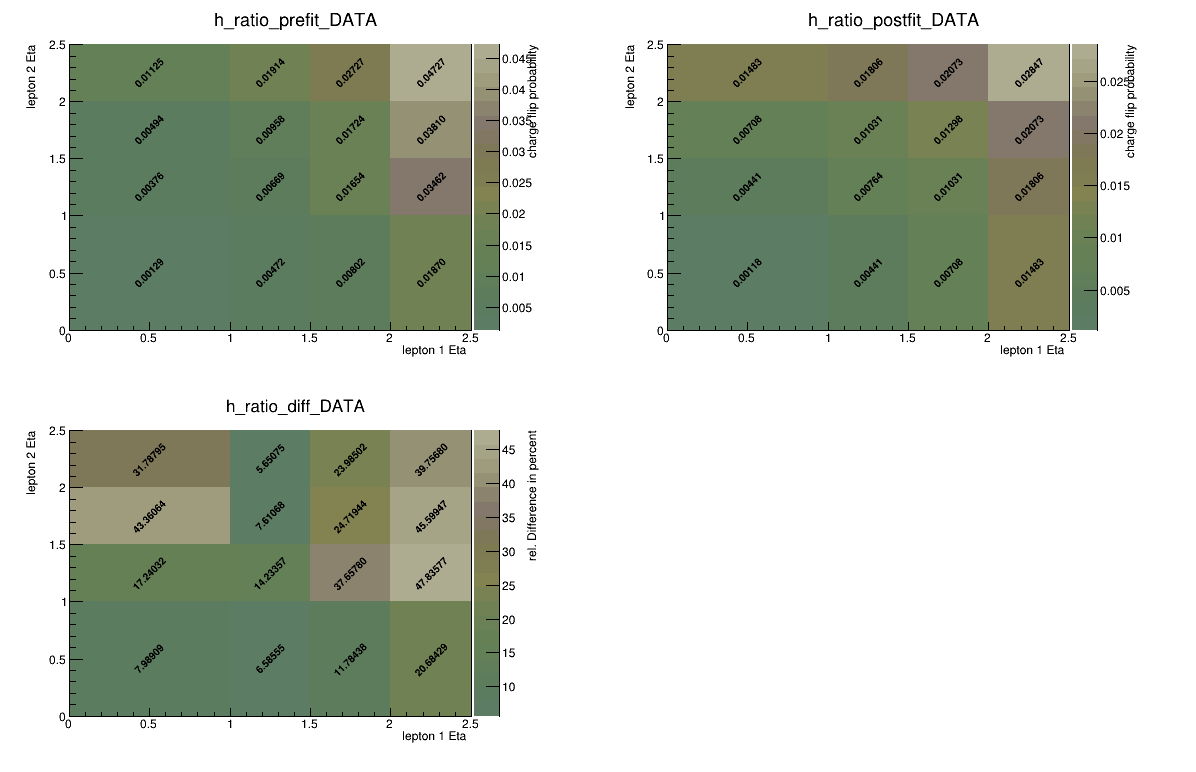 h_ratio_prefit_DATA
lepton 2 Eta
2.5
2
1.5
1
0.5
0
0.01125 0.01914 0.02727 0.04727
0.00494 0.00958 0.01724 0.03810
0.00376 0.00669 0.01654 0.03462
0.00129 0.00472 0.00802 0.01870
0 0.5 1 1.5 2 2.5
lepton 1 Eta
0.045
0.04
0.035
0.03
0.025
0.02
0.015
0.01
0.005
charge flip probability
h_ratio_postfit_DATA
lepton 2 Eta
2.5
2
1.5
1
0.5
0
0.01483 0.01806 0.02073 0.02847
0.00708 0.01031 0.01298 0.02073
0.00441 0.00764 0.01031 0.01806
0.00118 0.00441 0.00708 0.01483
0 0.5 1 1.5 2 2.5
lepton 1 Eta
0.02
0.015
0.01
0.005
charge flip probability
h_ratio_diff_DATA
lepton 2 Eta
2.5
2
1.5
1
0.5
0
31.78795 5.65075 23.98502 39.75680
43.36064 7.61068 24.71944 45.59947
17.24032 14.23357 37.65780 47.83577
7.98909 6.58555 11.78438 20.68429
0 0.5 1 1.5 2 2.5
lepton 1 Eta
45
40
35
30
25
20
15
10
rel. Difference in percent